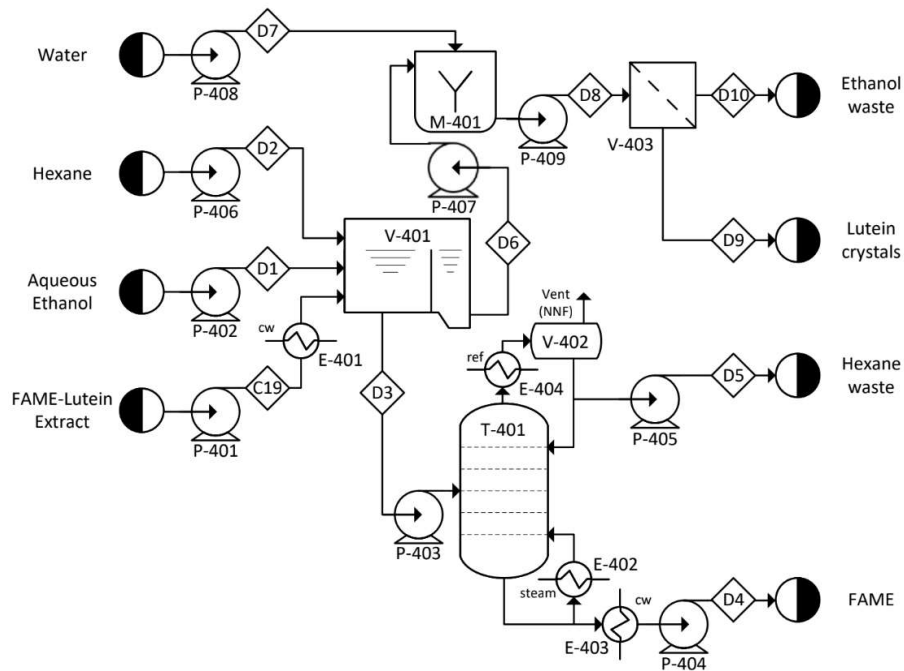 Water
P-408
D7
M-401
P-409
D8
V-403
D10
Ethanol
waste
Hexane
P-406
D2
P-407
D6
D9
Lutein
crystals
Aqueous
Ethanol
P-402
D1
V-401
cw
E-401
FAME-Lutein
Extract
P-401
C19
D3
Vent
(NNF)
V-402
ref
E-404
D5
P-405
Hexane
waste
T-401
P-403
E-402
steam
cw
E-403
P-404
D4
FAME